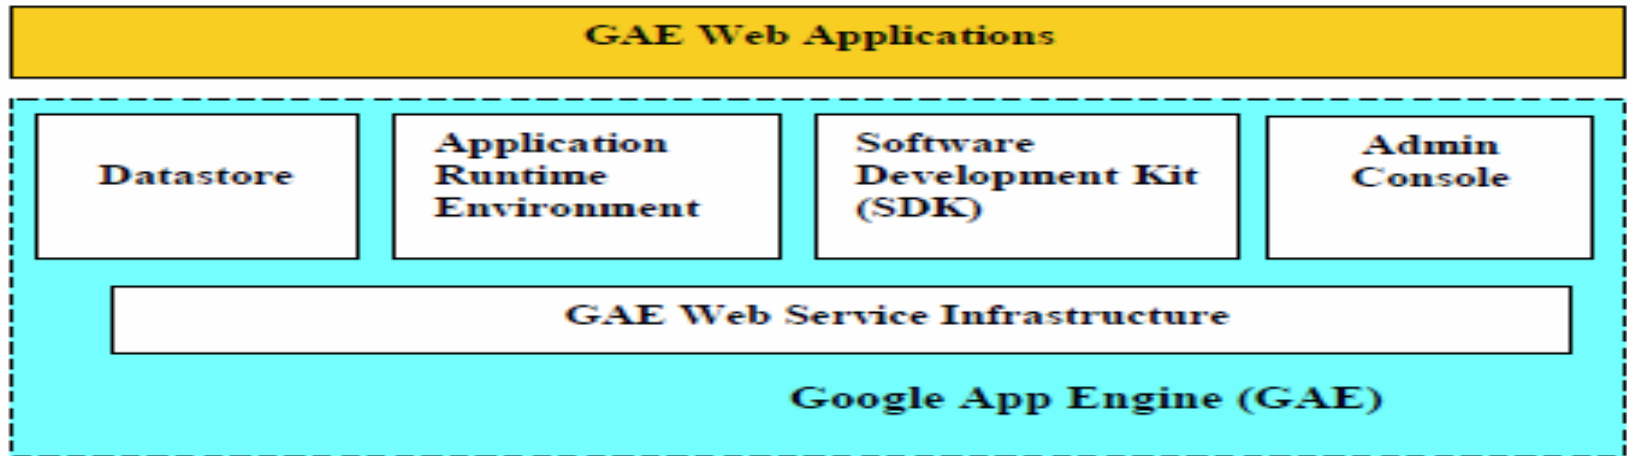 GAE Web Applications
Datastore
Application
Runtime
Environment
Software
Development Kit
(SDK)
Admin
Console
GAE Web Service Infrastructure
Google App Engine (GAE)